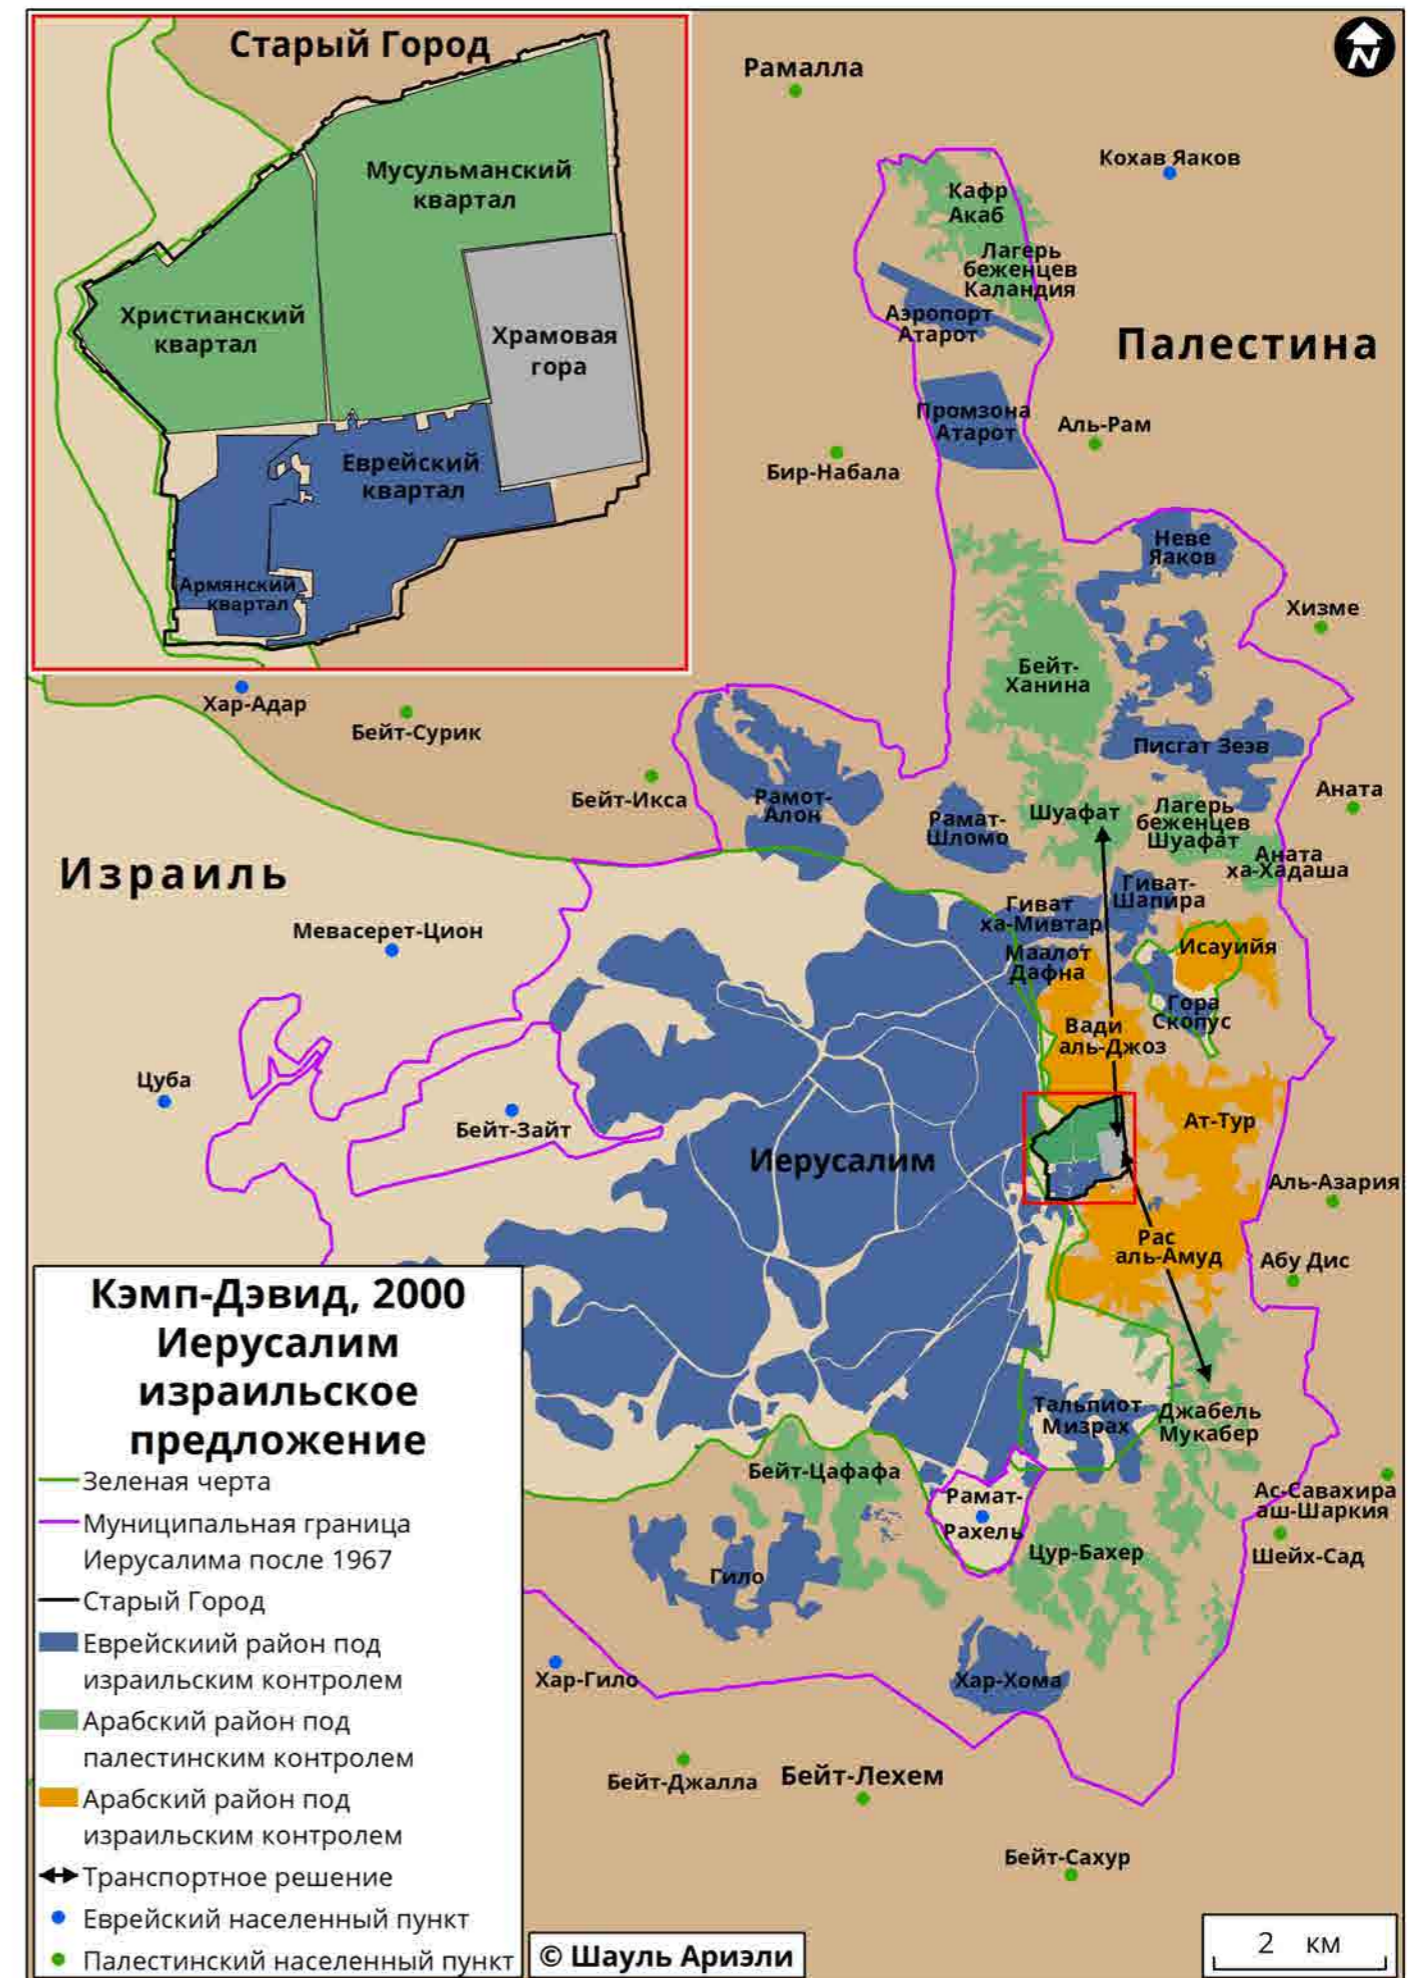 Старый Город
Мусульманский
квартал
Христианский
квартал
Храмовая
гора
Еврейский
квартал
Армянский
квартал
N
Рамалла
Кохав Яаков
Кафр
Акаб
Лагерь
беженцев
Каландия
Аэропорт
Атарот
Палестина
Промзона
Атарот
Аль-Рам
Бир-Набала
Неве
Яаков
Хизме
Бейт-
Ханина
Хар-Адар
Бейт-Сурик
Писгат Зеэв
Бейт-Икса
Рамот-
Алон
Рамат-
Шломо
Шуафат
Лагерь
беженцев
Шуафат
Аната
Аната
ха-Хадаша
Израиль
Гиват-
Шапира
Гиват
ха-Мивтар
Мевасерет-Цион
Маалот
Дафна
Исауийя
Гора
Скопус
Вади
аль-Джоз
Цуба
Бейт-Зайт
Иерусалим
Ат-Тур
Аль-Азария
Рас
аль-Амуд
Абу Дис
Тальпиот
Мизрах
Джабель
Мукабер
Бейт-Цафафа
Рамат-
Рахель
Ас-Савахира
аш-Шаркия
Цур-Бахер
Шейх-Сад
Гило
Хар-Гило
Хар-Хома
Бейт-Джалла
Бейт-Лехем
Бейт-Сахур
Кэмп-Дэвид, 2000
Иерусалим
израильское
предложение
Зеленая черта
Муниципальная граница
Иерусалима после 1967
Старый Город
Еврейскиий район под
израильским контролем
Арабский район под
палестинским контролем
Арабский район под
израильским контролем
Транспортное решение
Еврейский населенный пункт
Палестинский населенный пункт
© Шауль Ариэли
2 км